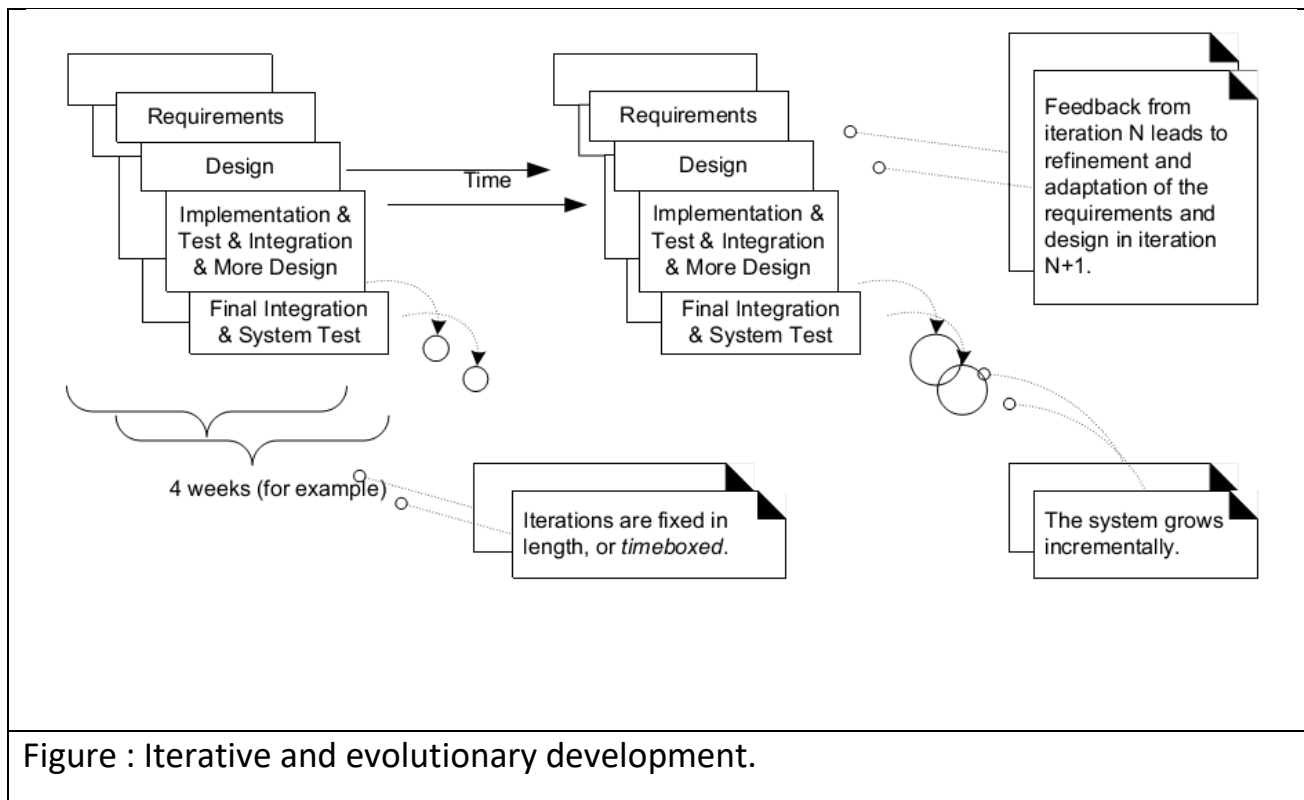 Requirements
Design
Implementation &
Test & Integration
& More Design
Final Integration
& System Test
Time
Requirements
Design
Implementation &
Test & Integration
& More Design
Final Integration
& System Test
Feedback from
iteration N leads to
refinement and
adaptation of the
requirements and
design in iteration
N+1.
4 weeks (for example)
Iterations are fixed in
length, or timeboxed.
The system grows
incrementally.
Figure : Iterative and evolutionary development.